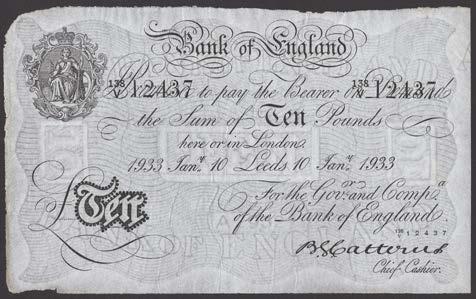 Bank of England
138/V 12437 138/V 12437
Promise to pay the Bearer on Demand
the Sum of Ten Pounds
here or in London.
1933 Janʸ 10 Leeds 10 Janʸ 1933
For the Govʳ and Compᵃ
of the Bank of England.
£Ten
12437
B.G. Catterns
Chief Cashier.